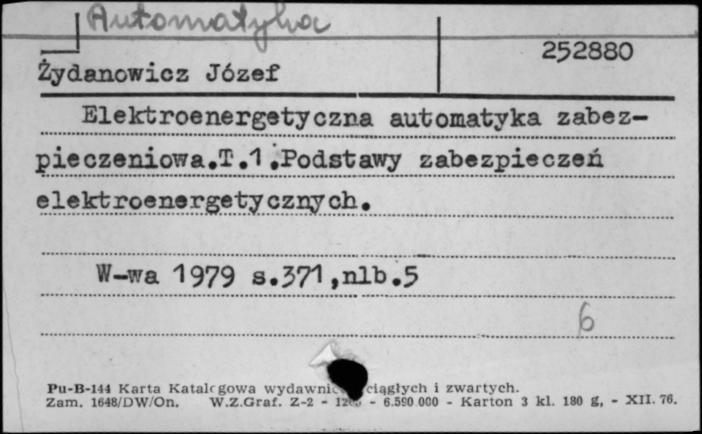 Automatyka
252880
Żydanowicz Józef
Elektroenergetyczna automatyka zabez-
pieczeniowa.T.1.Podstawy zabezpieczeń
elektroenergetycznych.
W-wa 1979 s.371,nlb.5
6
Pu-B-144 Karta Katalogowa wydawnic ciągłych i zwartych.
Zam. 1648/DW/On. W.Z.Graf. Z-2 - - 6.590.000 - Karton 3 kl. 180 g, - XII. 76.